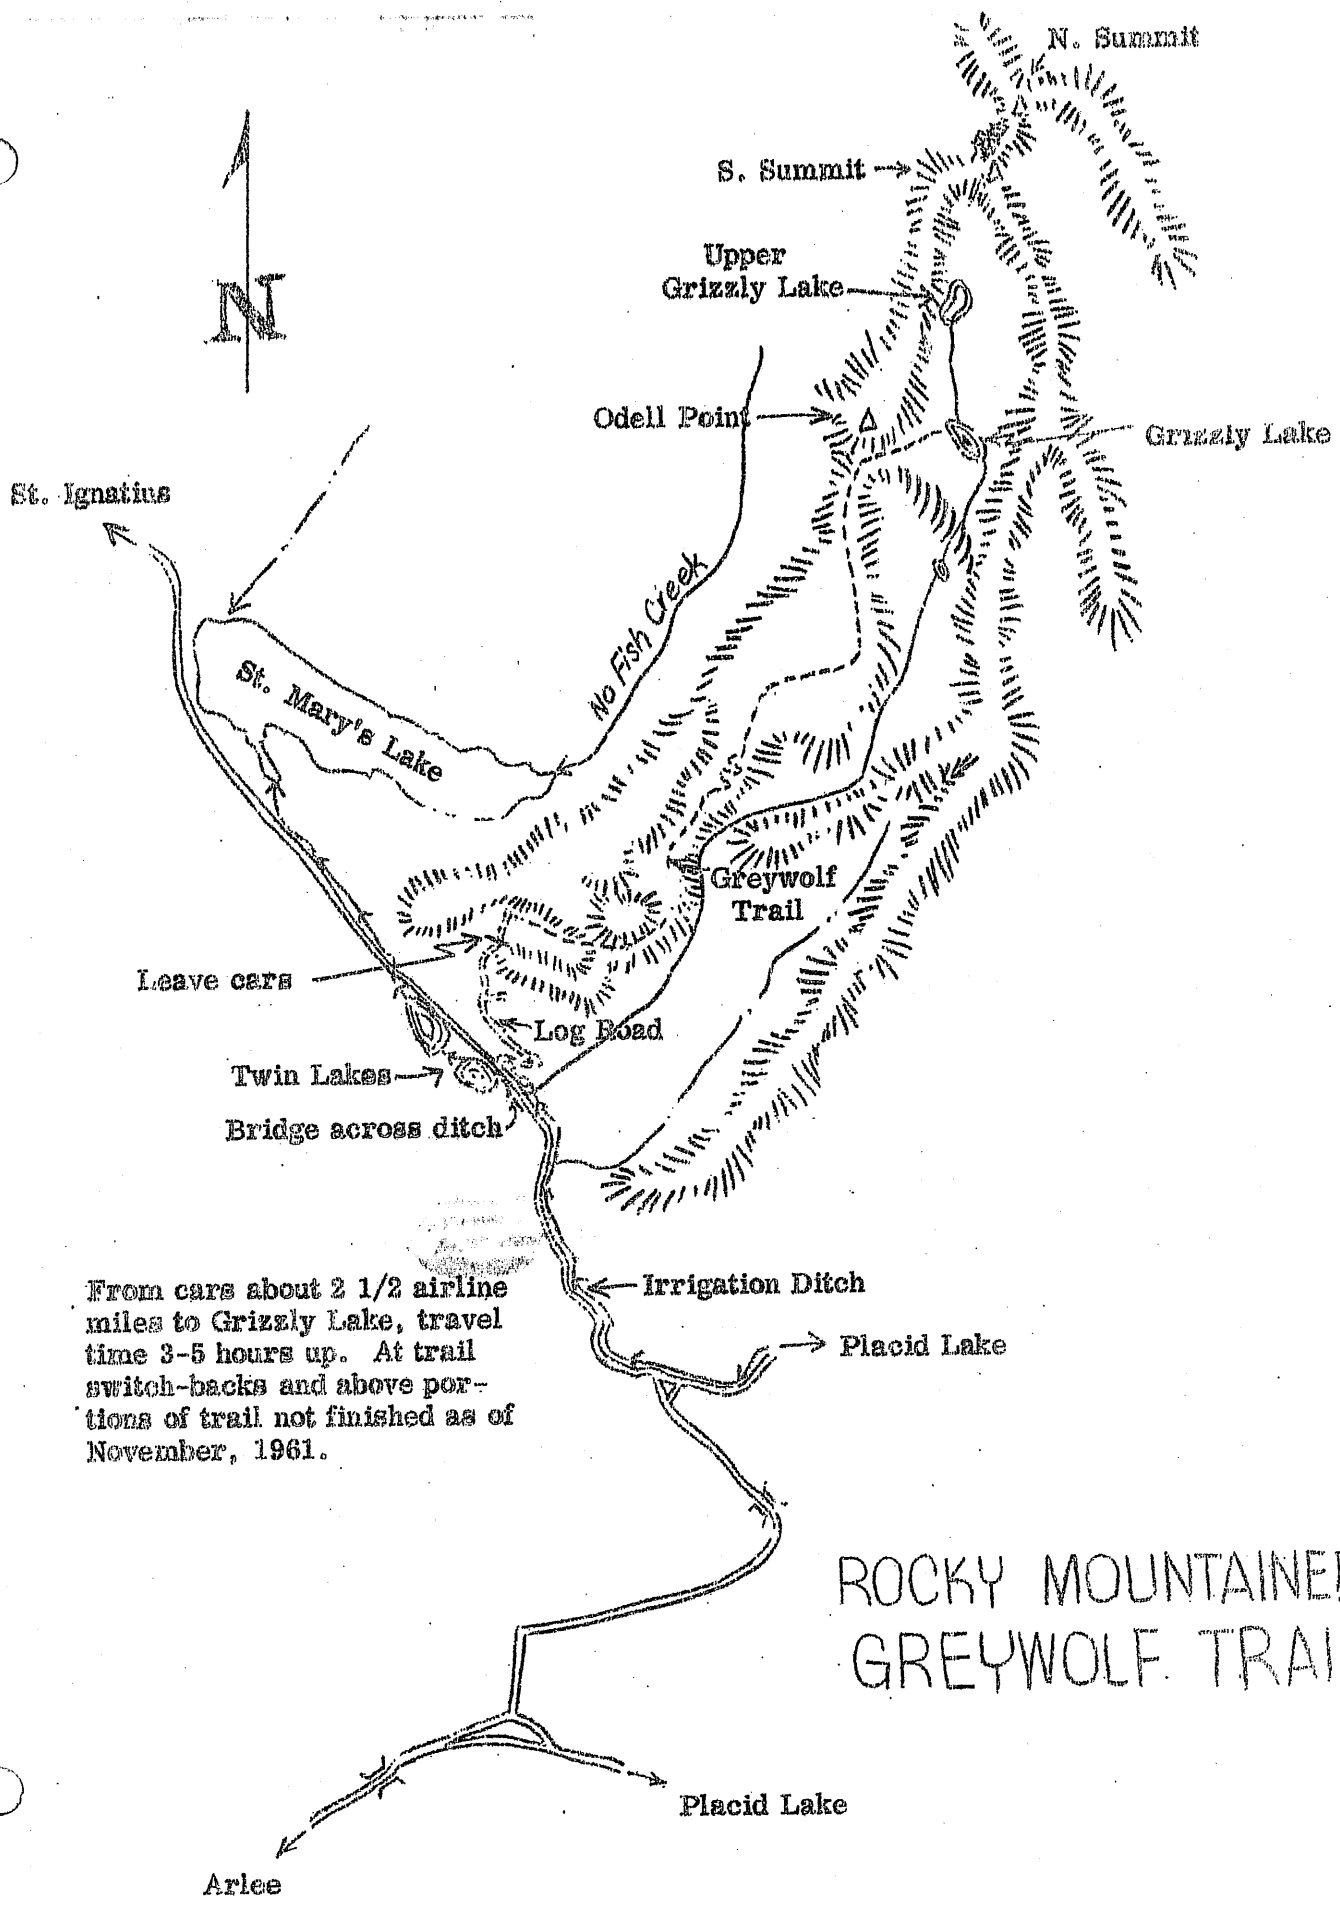 N. Summit
S. Summit
Upper
Grizzly Lake
N
Odell Point
Grizzly Lake
St. Ignatius
No Fish Creek
St. Mary's Lake
Greywolf
Trail
Leave cars
Log Road
Twin Lakes
Bridge across ditch
Irrigation Ditch
From cars about 2 1/2 airline
miles to Grizzly Lake, travel
time 3-5 hours up. At trail
switch-backs and above por-
tions of trail not finished as of
November, 1961.
Placid Lake
ROCKY MOUNTAINE
GREYWOLF TRAI
Placid Lake
Arlee